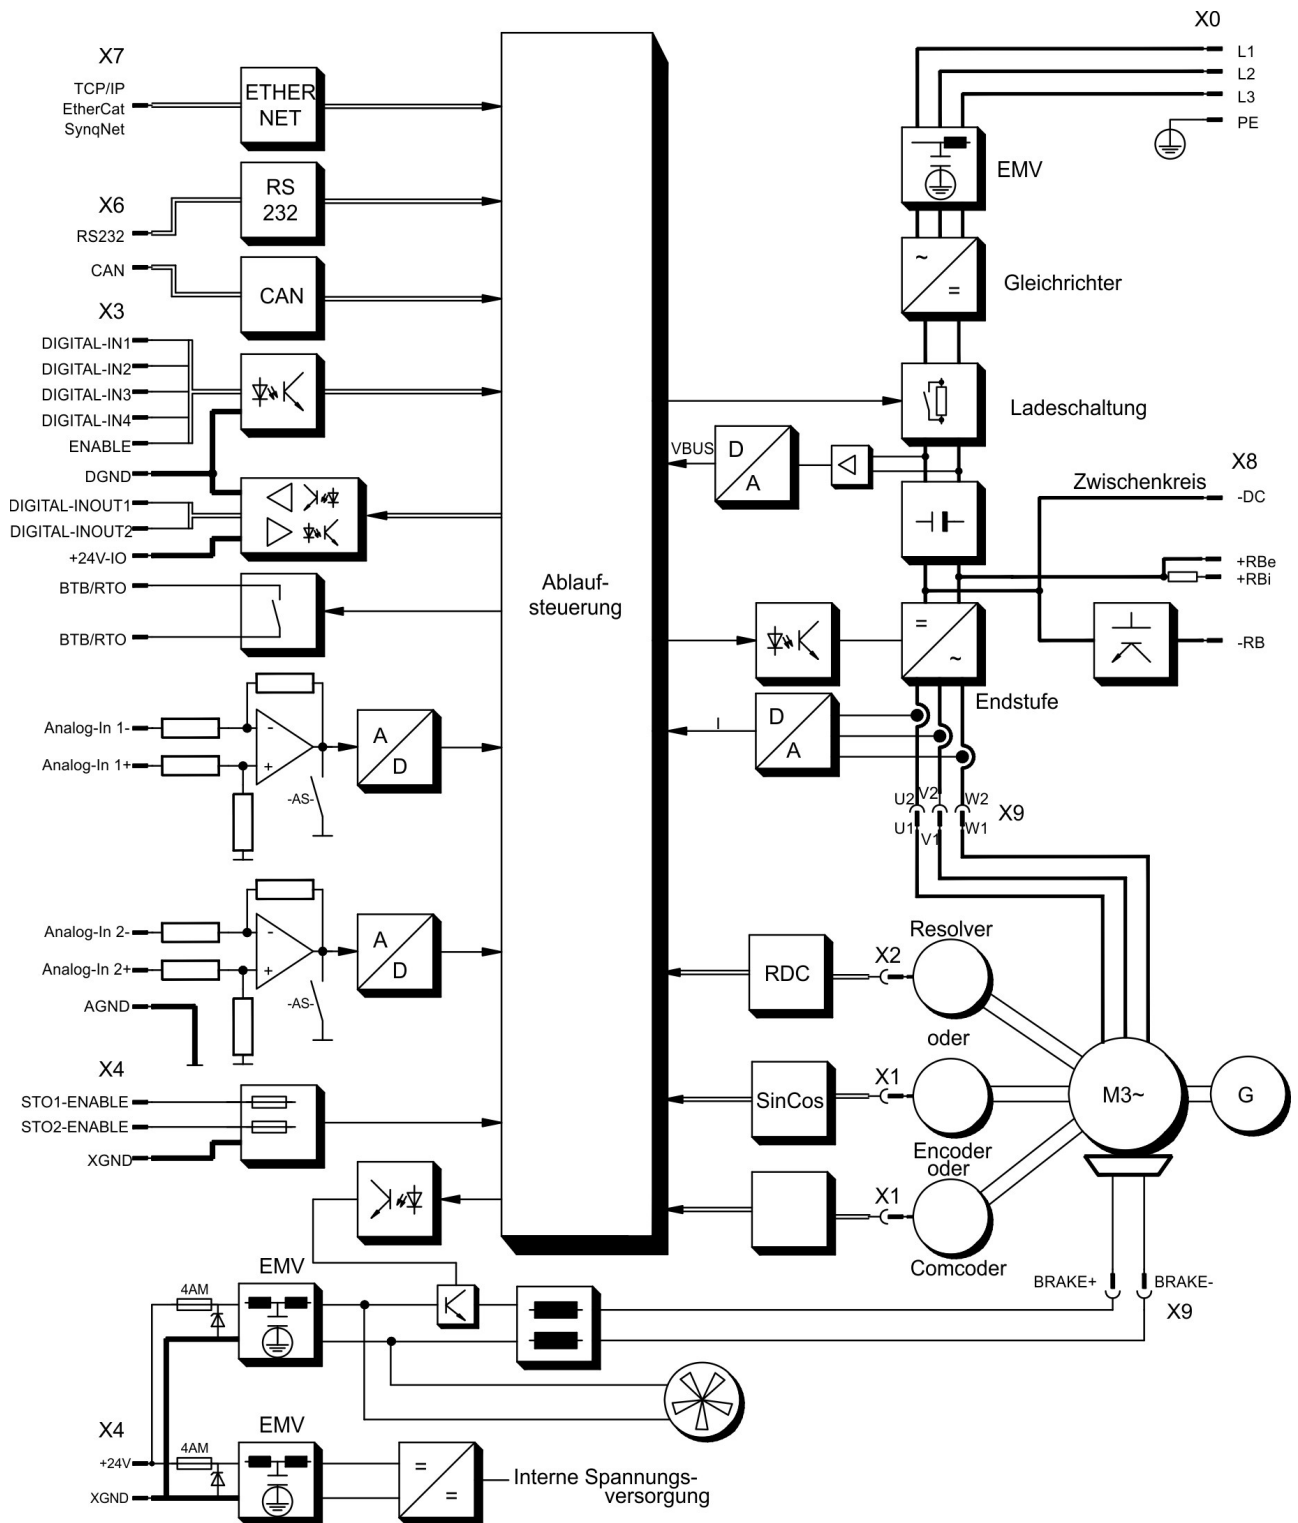 X7
TCP/IP
EtherCat
SynqNet
ETHER
NET
X6
RS232
RS
232
CAN
CAN
X3
DIGITAL-IN1
DIGITAL-IN2
DIGITAL-IN3
DIGITAL-IN4
ENABLE
DGND
DIGITAL-INOUT1
DIGITAL-INOUT2
+24V-IO
BTB/RTO
BTB/RTO
Analog-In 1-
Analog-In 1+
-
+
-AS-
A
D
Analog-In 2-
Analog-In 2+
-
+
-AS-
A
D
AGND
X4
STO1-ENABLE
STO2-ENABLE
XGND
EMV
4AM
X4
+24V
XGND
4AM
EMV
=
=
Interne Spannungs-
versorgung
Ablauf-
steuerung
X0
L1
L2
L3
PE
EMV
~
=
Gleichrichter
Ladeschaltung
VBUS
D
A
Zwischenkreis
X8
-DC
+RBe
+RBi
-RB
=
~
Endstufe
I
D
A
U2
V2
W2
X9
U1
V1
W1
Resolver
RDC
X2
oder
SinCos
X1
Encoder
oder
X1
Comcoder
M3~
G
BRAKE+
BRAKE-
X9